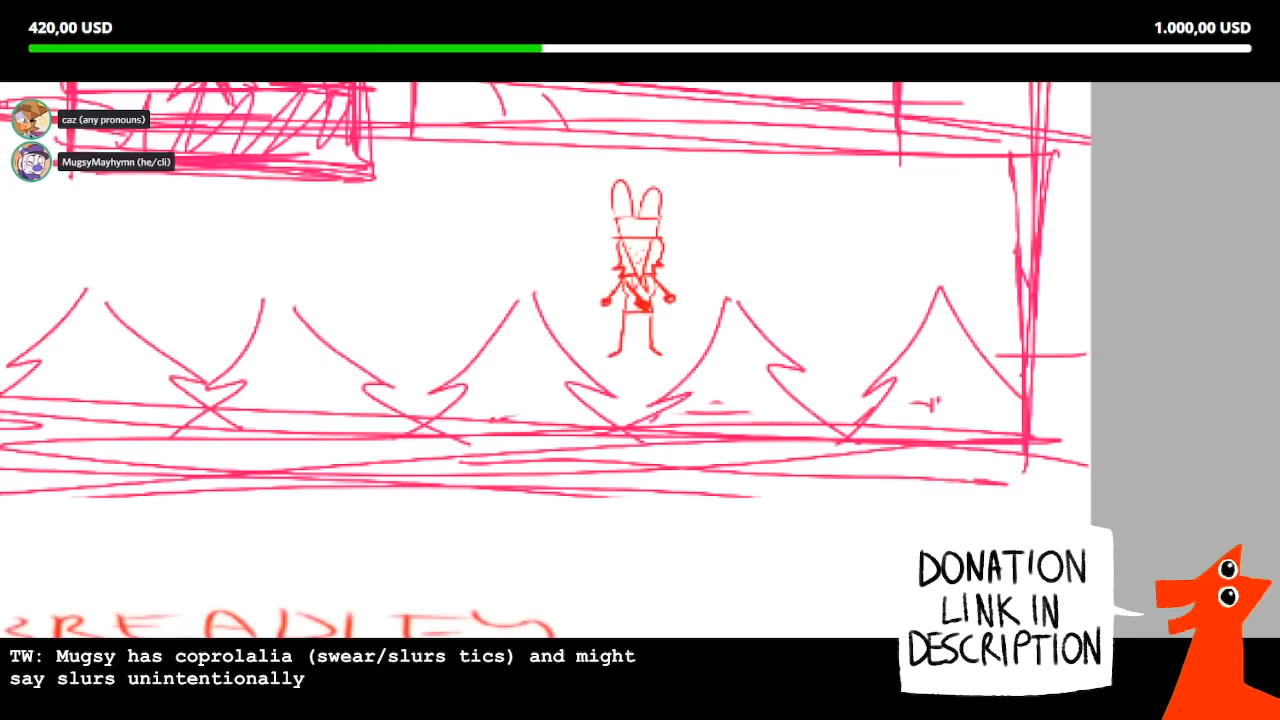 420,00 USD
1.000,00 USD
caz (any pronouns)
MugsyMayhymn (he/cli)
DONATION
LINK IN
DESCRIPTION
TW: Mugsy has coprolalia (swear/slurs tics) and might
say slurs unintentionally